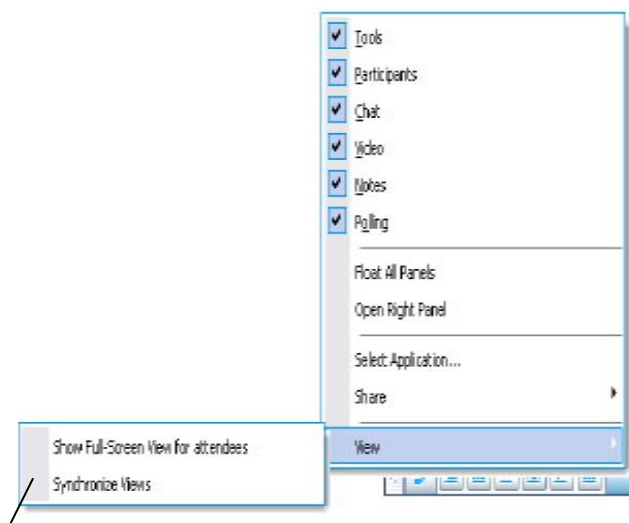 Tools
Participants
Chat
Video
Notes
Polling
Float All Panels
Open Right Panel
Select Application...
Share
View
Show Full-Screen View for attendees
Synchronize Views